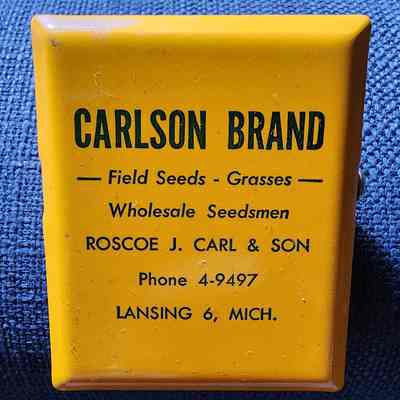 CARLSON BRAND
— Field Seeds - Grasses —
Wholesale Seedsmen
ROSCOE J. CARL & SON
Phone 4-9497
LANSING 6, MICH.